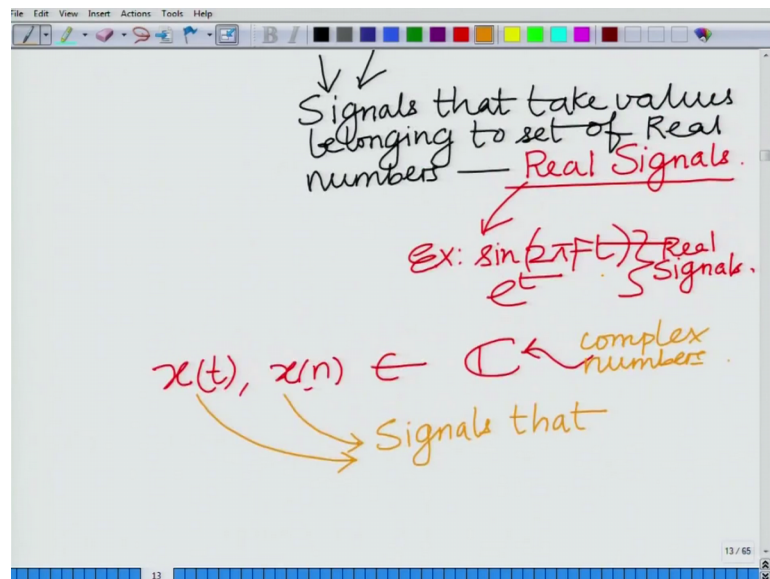 File Edit View Insert Actions Tools Help
Signals that take values
belonging to set of Real
numbers — Real Signals.
Ex: sin(2πFt) } Real
e^t Signals.
x(t), x(n) ∈ ℂ complex
numbers.
Signals that
13 / 65
13